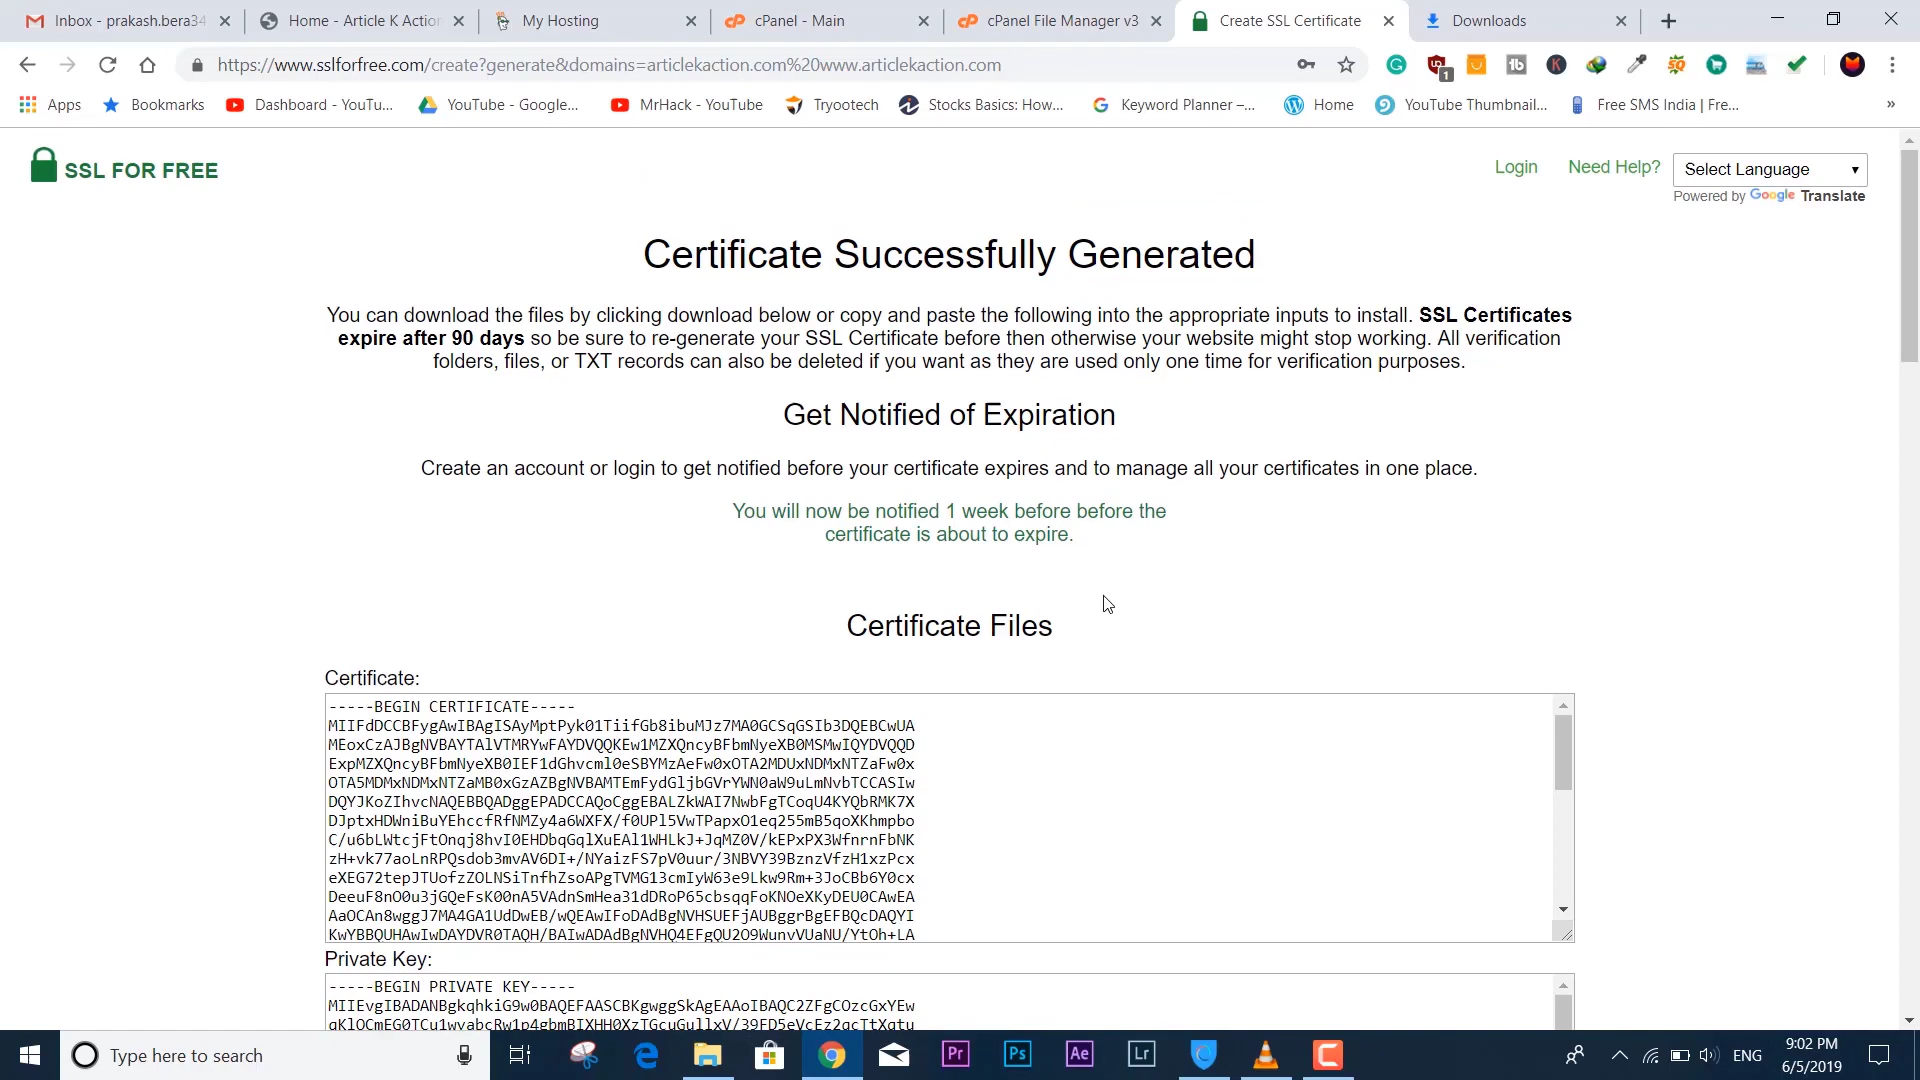 Inbox - prakash.bera34
Home - Article K Action
My Hosting
cPanel - Main
cPanel File Manager v3
Create SSL Certificate
Downloads
https://www.sslforfree.com/create?generate&domains=articlekaction.com%20www.articlekaction.com
1
Apps
Bookmarks
Dashboard - YouTu...
YouTube - Google...
MrHack - YouTube
Tryootech
Stocks Basics: How...
Keyword Planner –...
Home
YouTube Thumbnail...
Free SMS India | Fre...
»
SSL FOR FREE
Login
Need Help?
Select Language
Powered by Google Translate
Certificate Successfully Generated
You can download the files by clicking download below or copy and paste the following into the appropriate inputs to install. SSL Certificates
expire after 90 days so be sure to re-generate your SSL Certificate before then otherwise your website might stop working. All verification
folders, files, or TXT records can also be deleted if you want as they are used only one time for verification purposes.
Get Notified of Expiration
Create an account or login to get notified before your certificate expires and to manage all your certificates in one place.
You will now be notified 1 week before before the
certificate is about to expire.
Certificate Files
Certificate:
-----BEGIN CERTIFICATE-----
MIIFdDCCBFygAwIBAgISAyMptPyk01TiifGb8ibuMJz7MA0GCSqGSIb3DQEBCwUA
MEoxCzAJBgNVBAYTAlVTMRYwFAYDVQQKEw1MZXQncyBFbmNyeXB0MSMwIQYDVQQD
ExpMZXQncyBFbmNyeXB0IEF1dGhvcml0eSBYMzAeFw0xOTA2MDUxNDMxNTZaFw0x
OTA5MDMxNDMxNTZaMB0xGzAZBgNVBAMTEmFydGljbGVrYWN0aW9uLmNvbTCCASIw
DQYJKoZIhvcNAQEBBQADggEPADCCAQoCggEBALZkWAI7NwbFgTCoqU4KYQbRMK7X
DJptxHDWniBuYEhccfRfNMZy4a6WXFX/f0UPl5VwTPapxO1eq255mB5qoXKhmpbo
C/u6bLWtcjFtOnqj8hvI0EHDbqGqlXuEAl1WHLkJ+JqMZ0V/kEPxPX3WfnrnFbNK
zH+vk77aoLnRPQsdob3mvAV6DI+/NYaizFS7pV0uur/3NBVY39BznzVfzH1xzPcx
eXEG72tepJTUofzZOLNSiTnfhZsoAPgTVMG13cmIyW63e9Lkw9Rm+3JoCBb6Y0cx
DeeuF8nO0u3jGQeFsK00nA5VAdnSmHea31dDRoP65cbsqqFoKNOeXKyDEU0CAwEA
AaOCAn8wggJ7MA4GA1UdDwEB/wQEAwIFoDAdBgNVHSUEFjAUBggrBgEFBQcDAQYI
KwYBBQUHAwIwDAYDVR0TAQH/BAIwADAdBgNVHQ4EFgQU2O9WunvVUaNU/YtOh+LA
Private Key:
-----BEGIN PRIVATE KEY-----
MIIEvgIBADANBgkqhkiG9w0BAQEFAASCBKgwggSkAgEAAoIBAQC2ZFgCOzcGxYEw
Type here to search
Pr
Ps
Ae
Lr
ENG
9:02 PM
6/5/2019